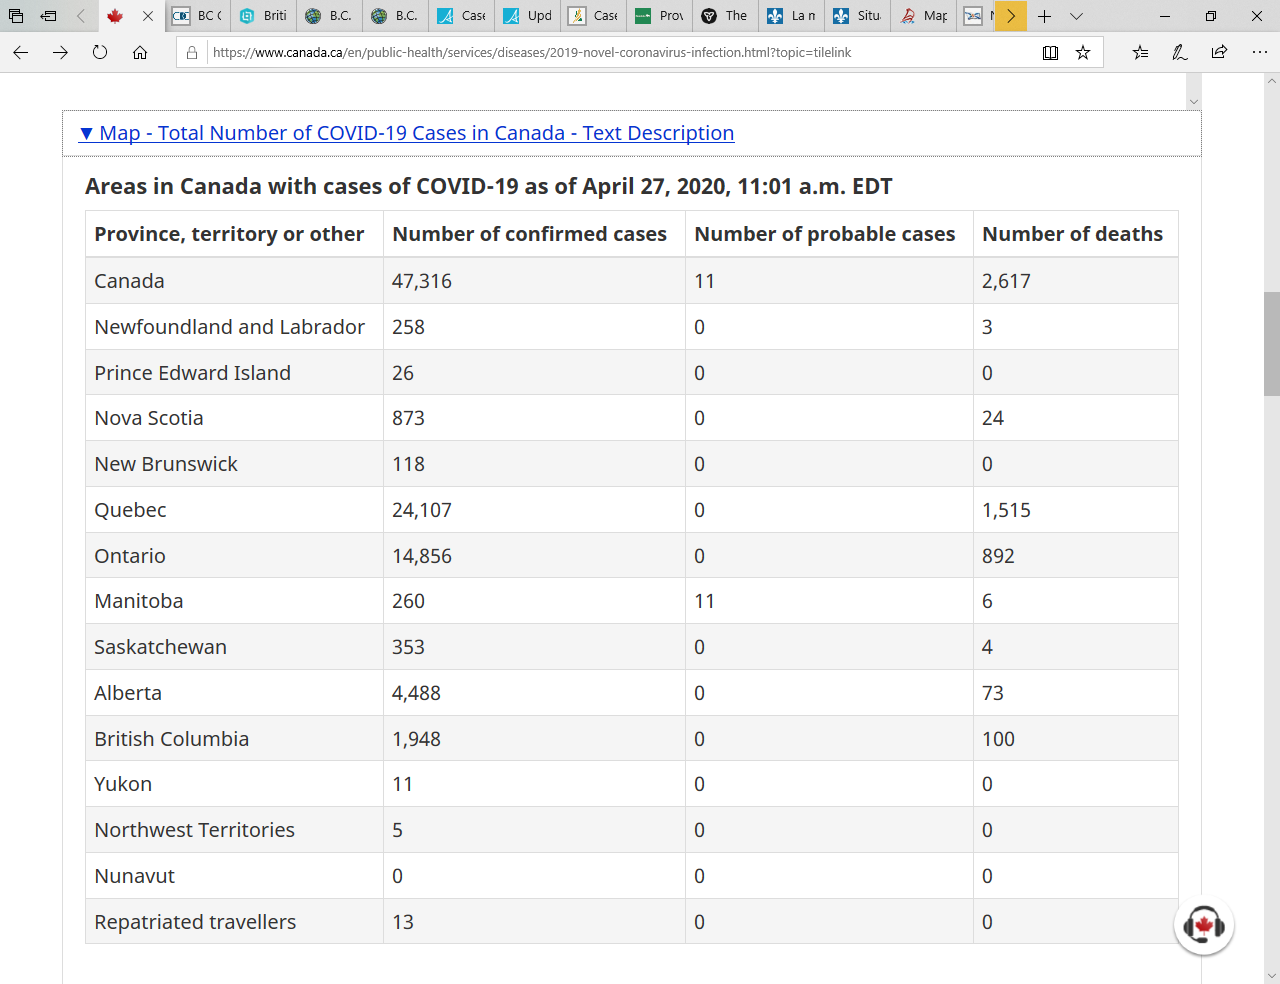 BC
Briti
B.C.
B.C.
Case
Upd
Case
Prov
The
La m
Situ
Map
https://www.canada.ca/en/public-health/services/diseases/2019-novel-coronavirus-infection.html?topic=tilelink
▼ Map - Total Number of COVID-19 Cases in Canada - Text Description
Areas in Canada with cases of COVID-19 as of April 27, 2020, 11:01 a.m. EDT
Province, territory or other Number of confirmed cases Number of probable cases Number of deaths
Canada 47,316 11 2,617
Newfoundland and Labrador 258 0 3
Prince Edward Island 26 0 0
Nova Scotia 873 0 24
New Brunswick 118 0 0
Quebec 24,107 0 1,515
Ontario 14,856 0 892
Manitoba 260 11 6
Saskatchewan 353 0 4
Alberta 4,488 0 73
British Columbia 1,948 0 100
Yukon 11 0 0
Northwest Territories 5 0 0
Nunavut 0 0 0
Repatriated travellers 13 0 0